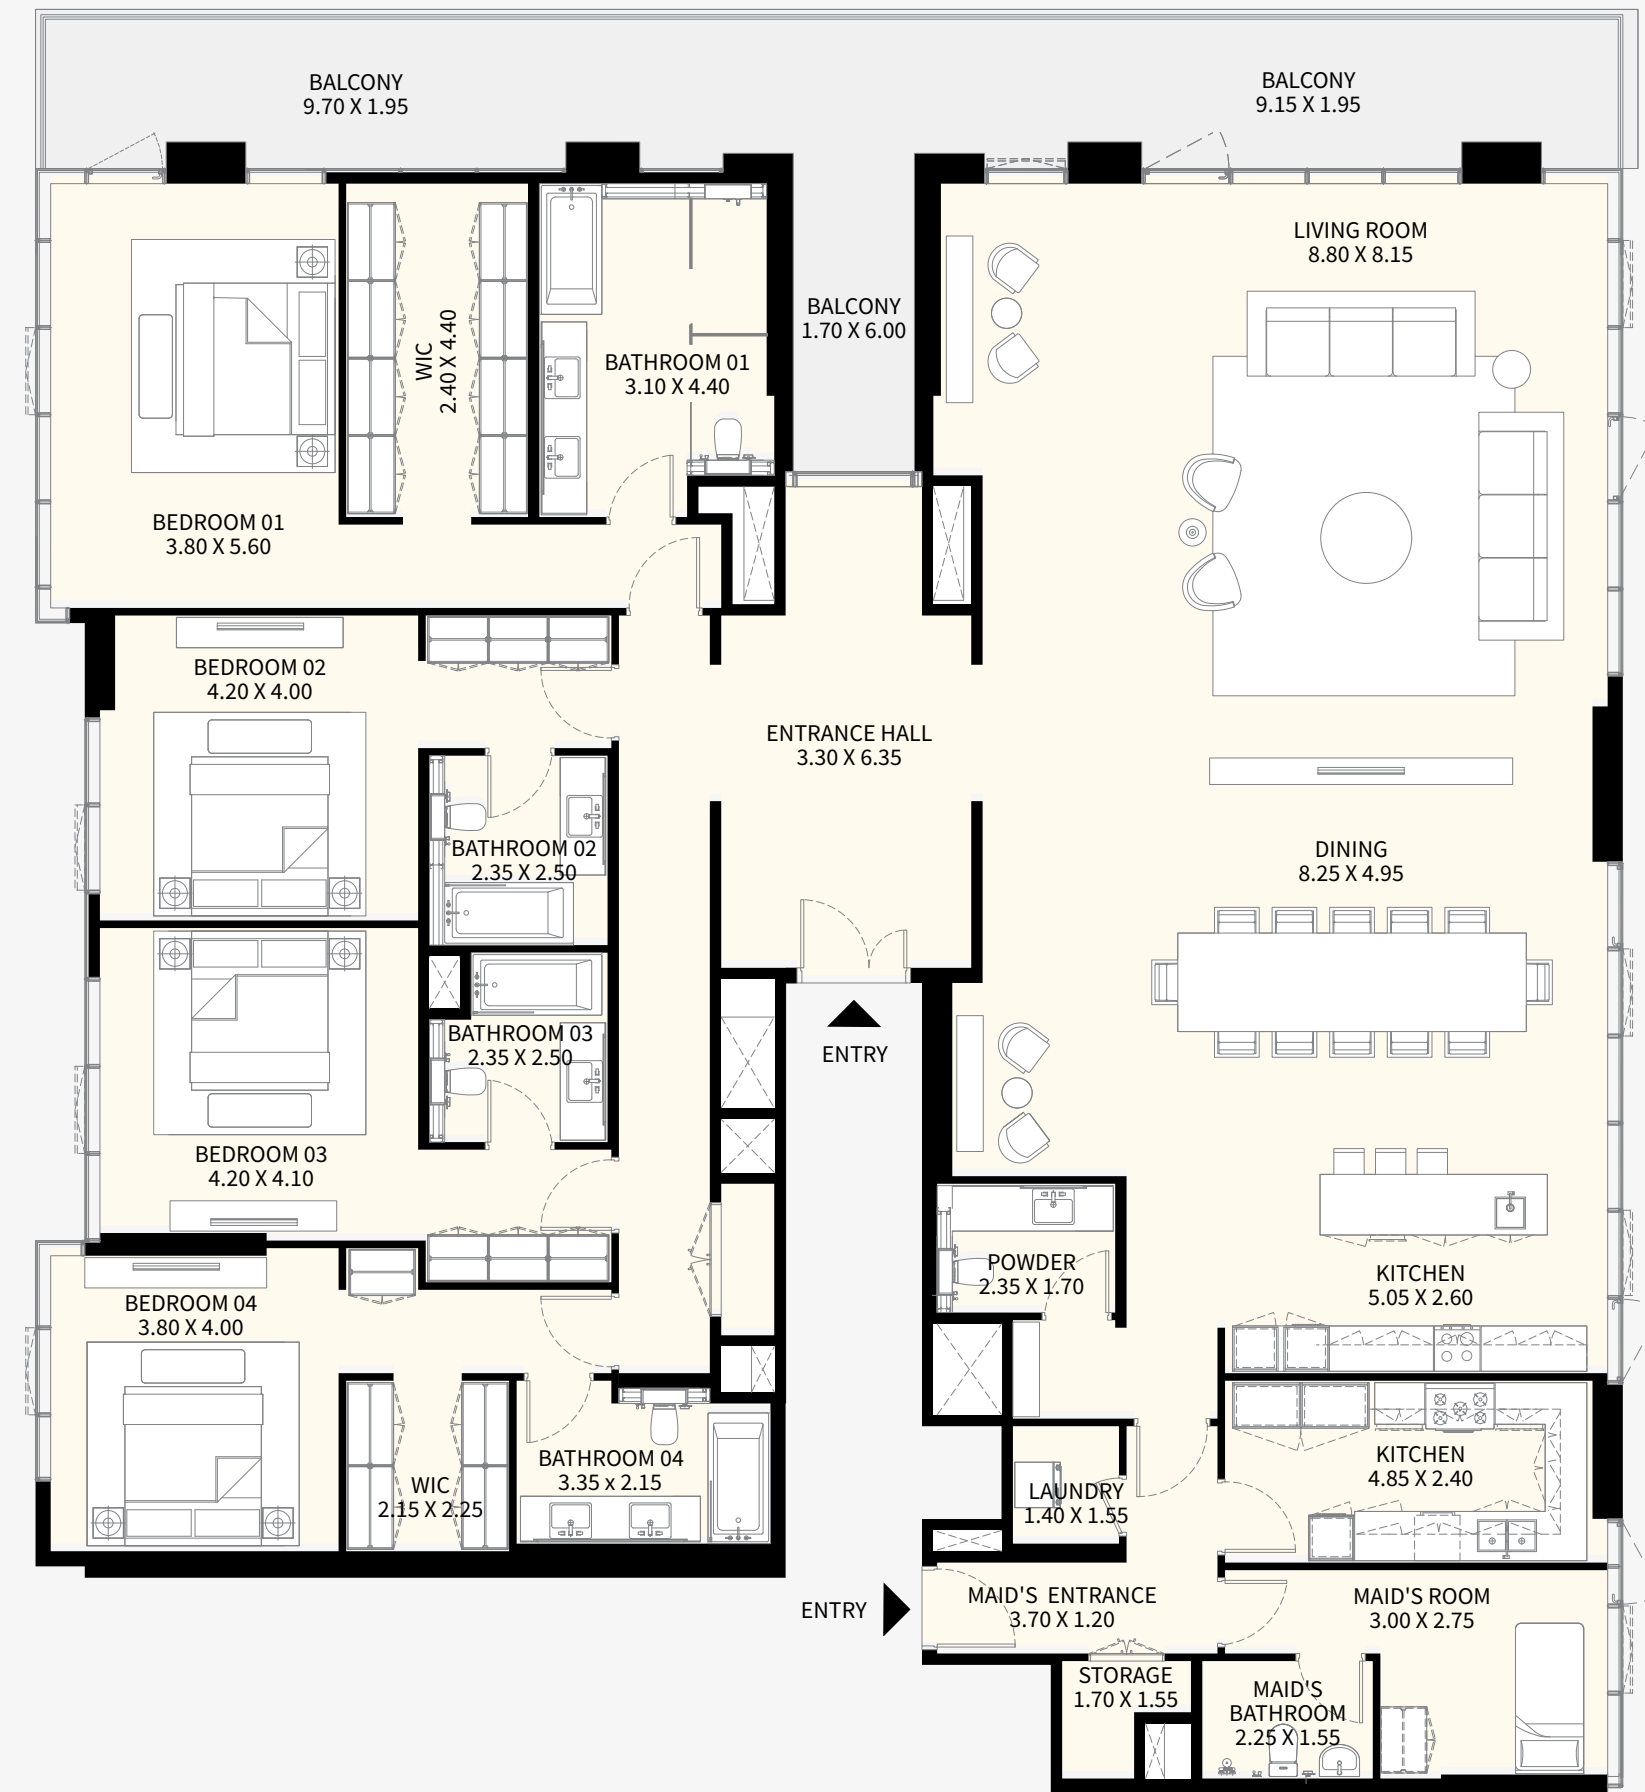 BALCONY
9.70 X 1.95
BALCONY
9.15 X 1.95
LIVING ROOM
8.80 X 8.15
BALCONY
1.70 X 6.00
WIC
2.40 X 4.40
BATHROOM 01
3.10 X 4.40
BEDROOM 01
3.80 X 5.60
BEDROOM 02
4.20 X 4.00
ENTRANCE HALL
3.30 X 6.35
BATHROOM 02
2.35 X 2.50
DINING
8.25 X 4.95
BATHROOM 03
2.35 X 2.50
ENTRY
BEDROOM 03
4.20 X 4.10
POWDER
2.35 X 1.70
KITCHEN
5.05 X 2.60
BEDROOM 04
3.80 X 4.00
BATHROOM 04
3.35 x 2.15
WIC
2.15 X 2.25
KITCHEN
4.85 X 2.40
LAUNDRY
1.40 X 1.55
ENTRY
MAID'S ENTRANCE
3.70 X 1.20
MAID'S ROOM
3.00 X 2.75
STORAGE
1.70 X 1.55
MAID'S
BATHROOM
2.25 X 1.55